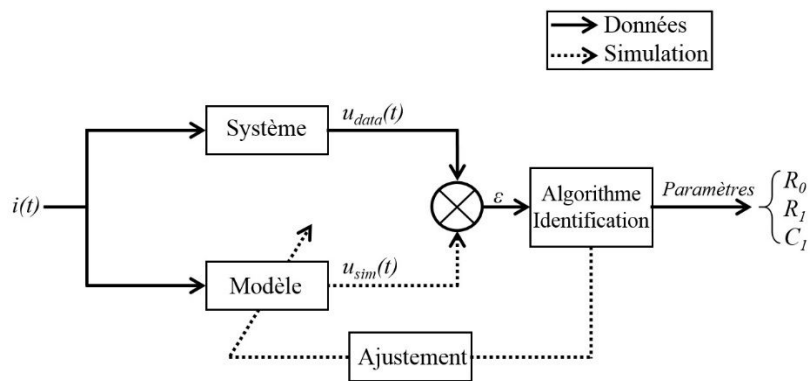 Données
Simulation
Système
u_data(t)
i(t)
ε
Algorithme
Identification
Paramètres
R_0
R_1
C_1
Modèle
u_sim(t)
Ajustement